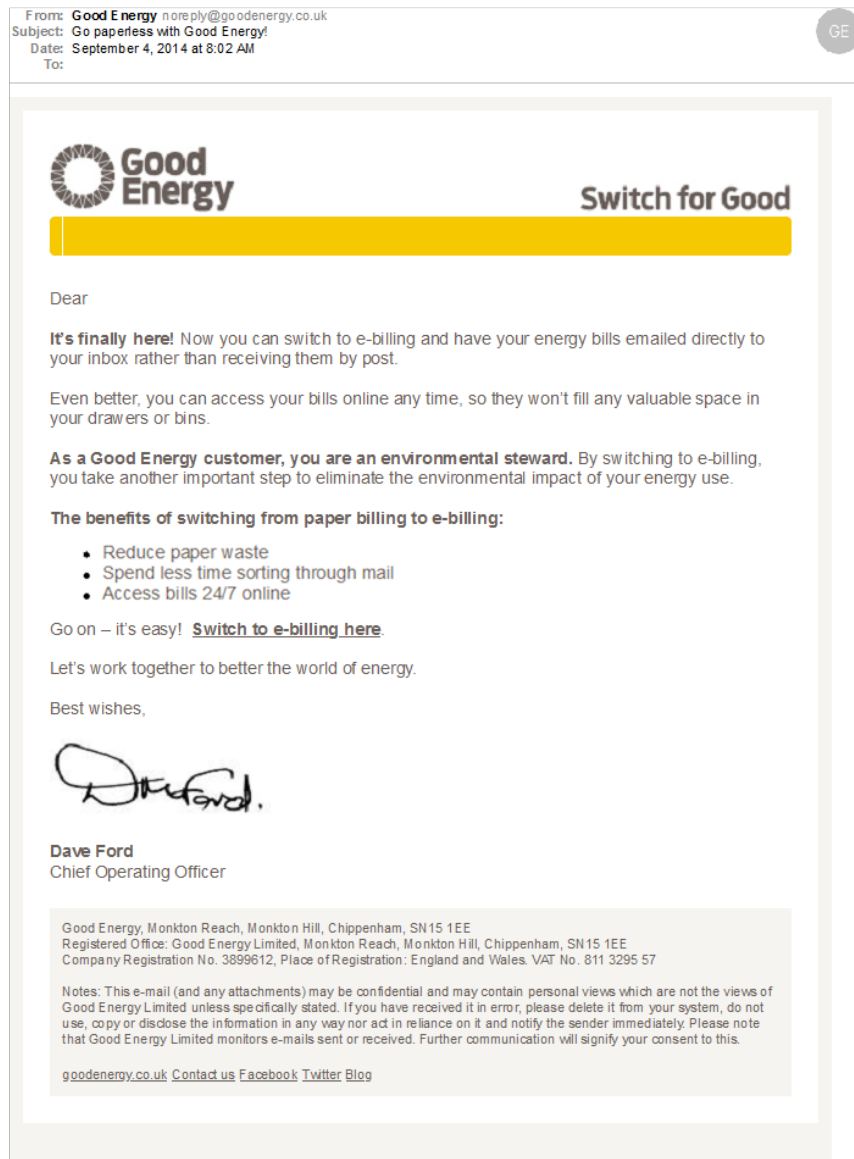 From: Good Energy noreply@goodenergy.co.uk
Subject: Go paperless with Good Energy!
Date: September 4, 2014 at 8:02 AM
To:
GE
Good
Energy
Switch for Good
Dear
It's finally here! Now you can switch to e-billing and have your energy bills emailed directly to
your inbox rather than receiving them by post.
Even better, you can access your bills online any time, so they won't fill any valuable space in
your drawers or bins.
As a Good Energy customer, you are an environmental steward. By switching to e-billing,
you take another important step to eliminate the environmental impact of your energy use.
The benefits of switching from paper billing to e-billing:
• Reduce paper waste
• Spend less time sorting through mail
• Access bills 24/7 online
Go on – it's easy! Switch to e-billing here.
Let's work together to better the world of energy.
Best wishes,
Dave Ford.
Dave Ford
Chief Operating Officer
Good Energy, Monkton Reach, Monkton Hill, Chippenham, SN15 1EE
Registered Office: Good Energy Limited, Monkton Reach, Monkton Hill, Chippenham, SN15 1EE
Company Registration No. 3899612, Place of Registration: England and Wales. VAT No. 811 3295 57
Notes: This e-mail (and any attachments) may be confidential and may contain personal views which are not the views of
Good Energy Limited unless specifically stated. If you have received it in error, please delete it from your system, do not
use, copy or disclose the information in any way nor act in reliance on it and notify the sender immediately. Please note
that Good Energy Limited monitors e-mails sent or received. Further communication will signify your consent to this.
goodenergy.co.uk Contact us Facebook Twitter Blog